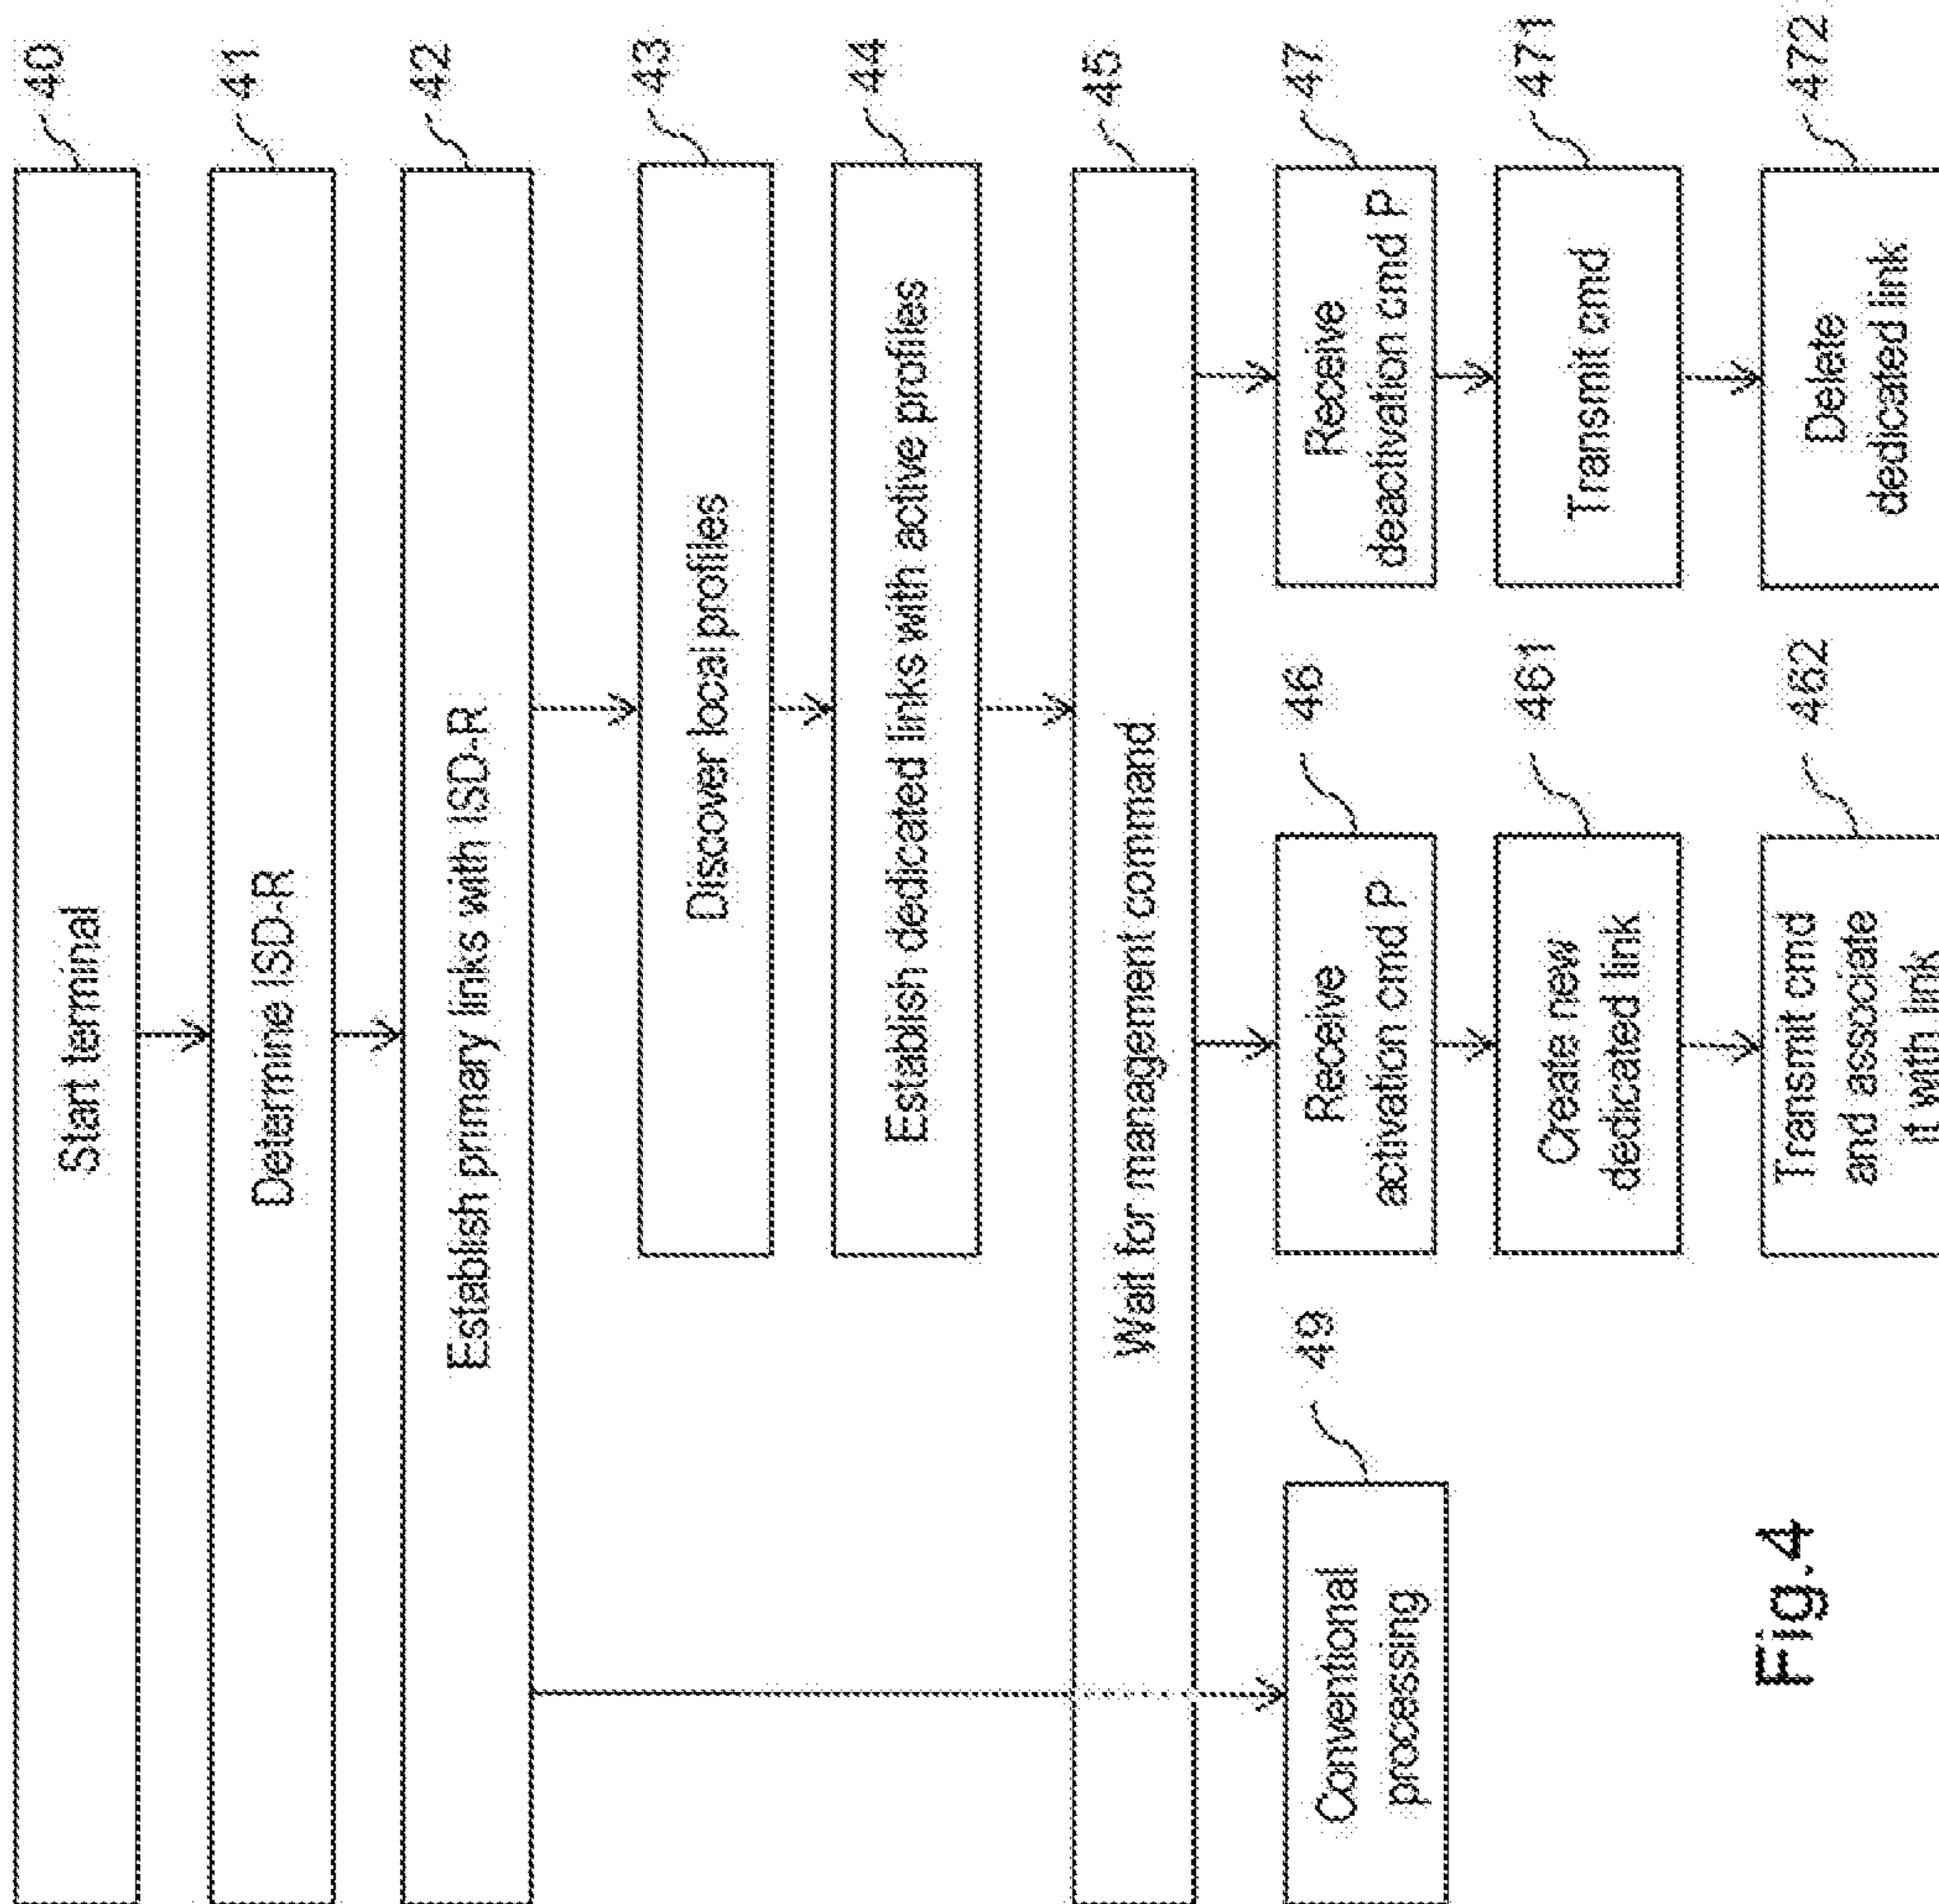 Start terminal
40
Determine ISD-R
41
Establish primary links with ISD-R
42
Discover local profiles
43
Establish dedicated links with active profiles
44
Wait for management command
45
Conventional
processing
49
Receive
activation cmd P
46
Create new
dedicated link
461
Transmit cmd
and associate
it with link
462
Receive
deactivation cmd P
47
Transmit cmd
471
Delete
dedicated link
472
Fig.4